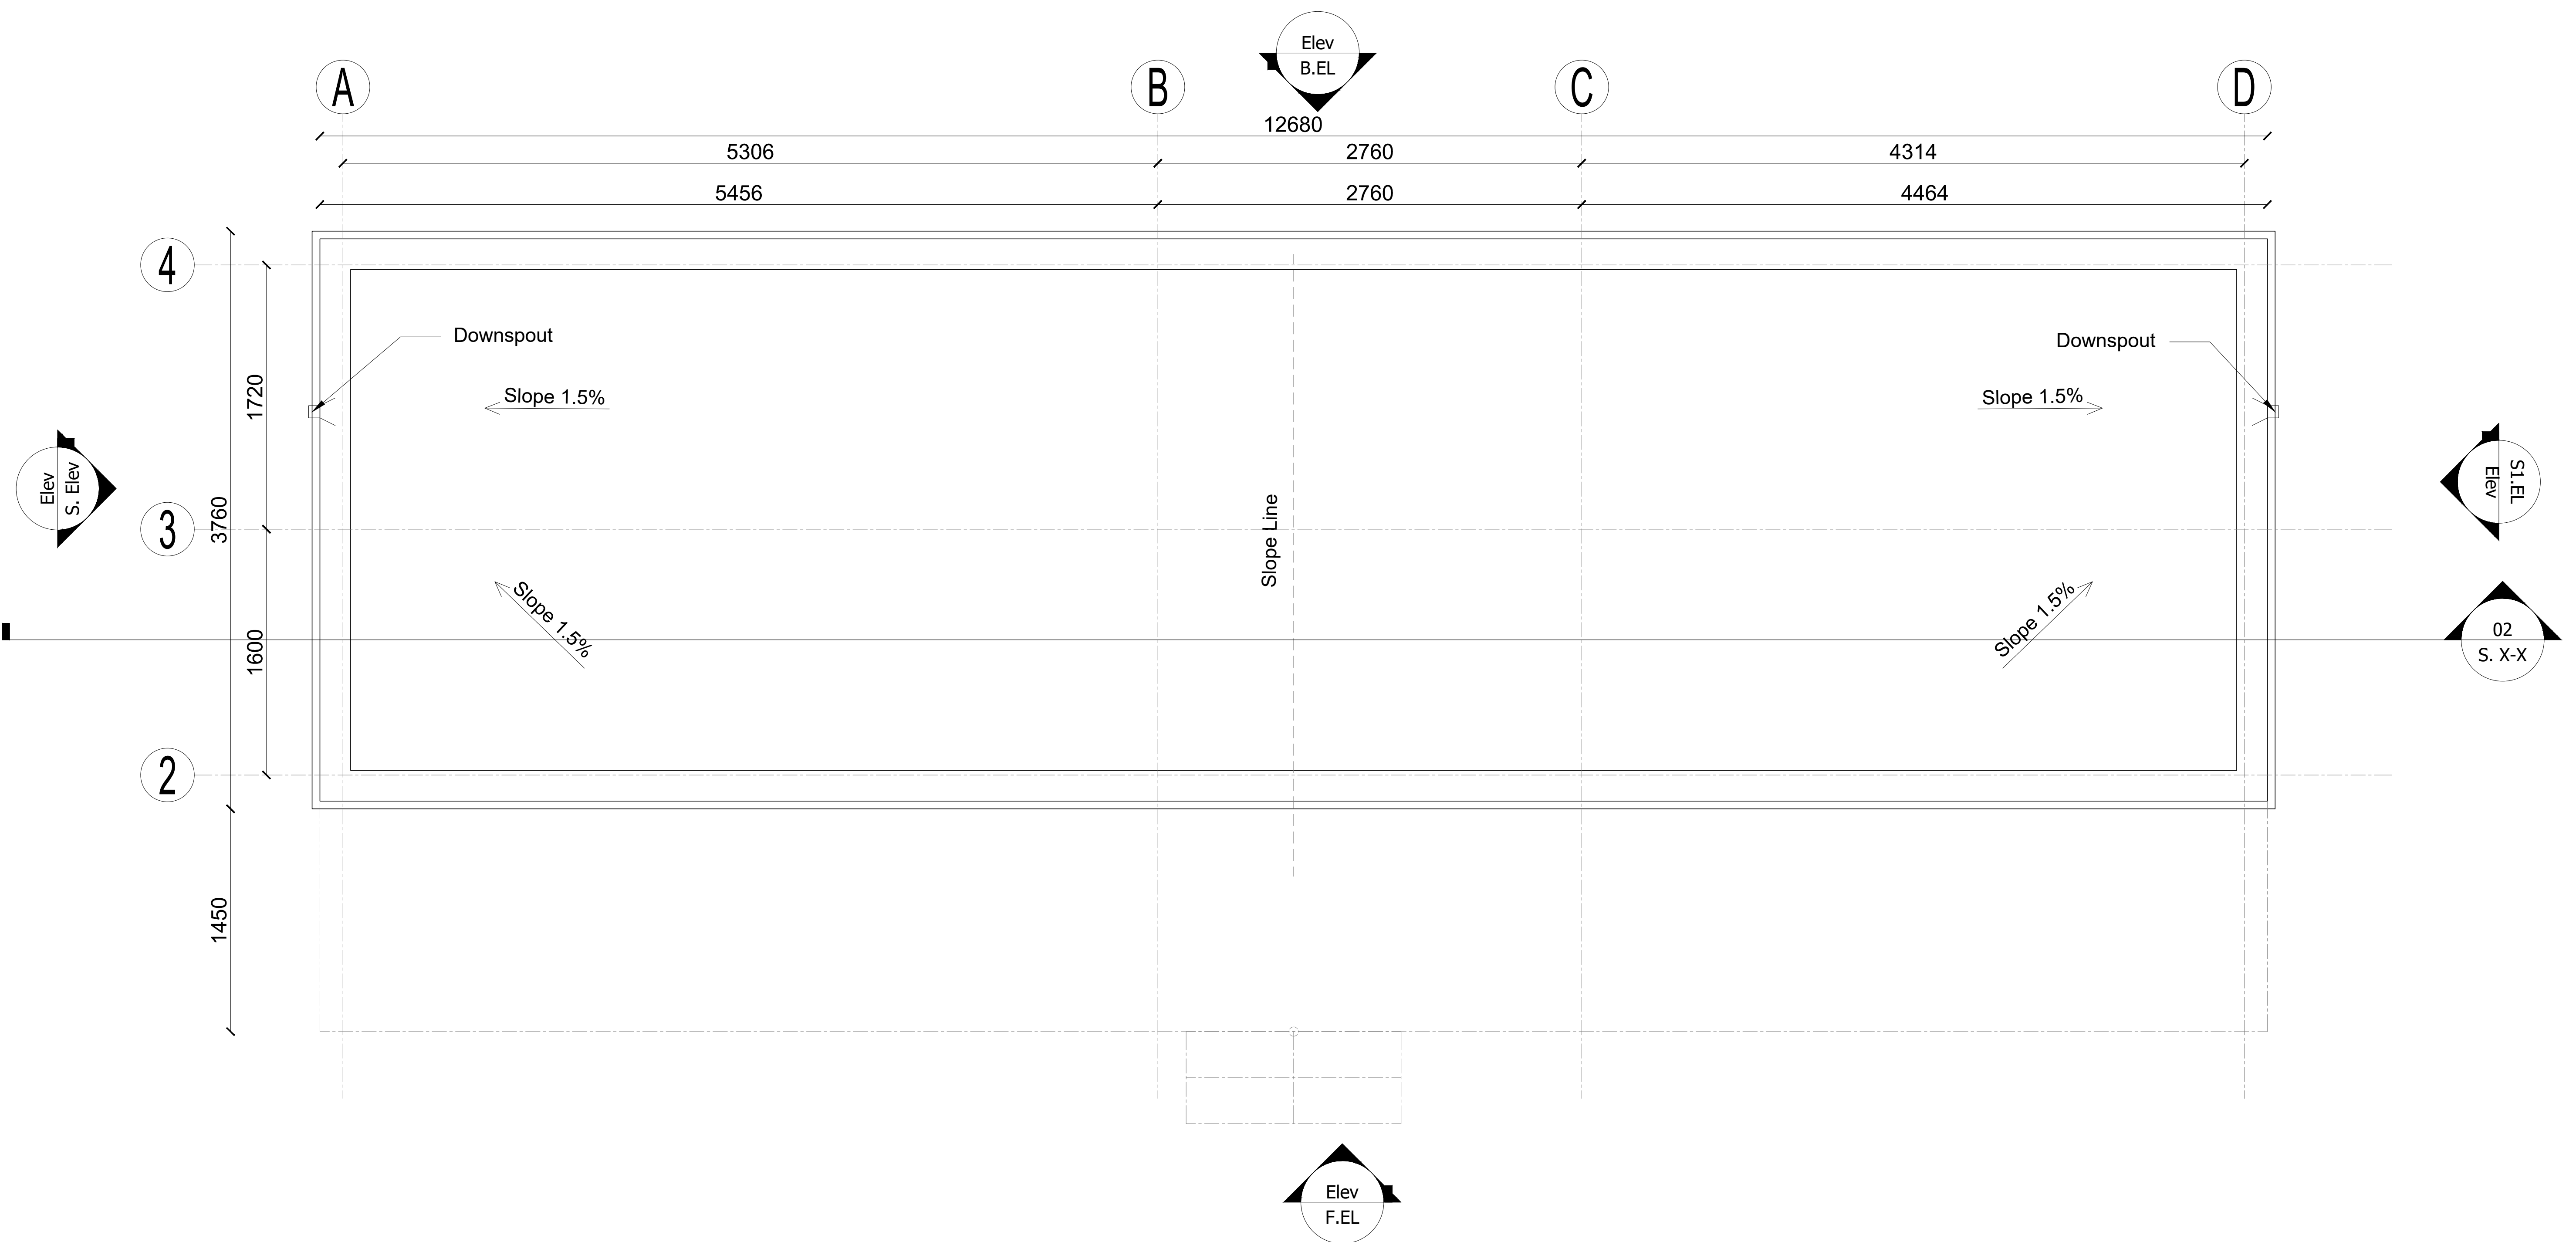 Elev
B.EL
A
B
C
D
12680
5306
2760
4314
5456
2760
4464
4
Downspout
Downspout
1720
Slope 1.5%
Slope 1.5%
Elev
S. Elev
S1.EL
Elev
3
3760
Slope Line
Slope 1.5%
Slope 1.5%
1600
02
S. X-X
2
1450
Elev
F.EL